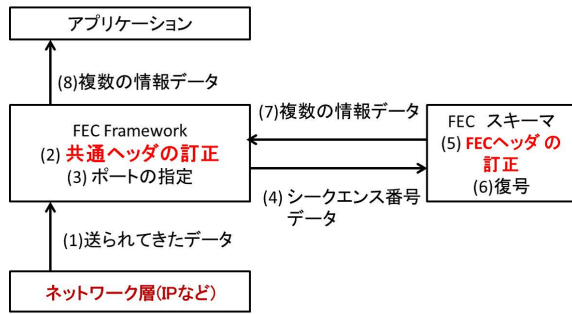 アプリケーション
(8)複数の情報データ
FEC Framework
(2) 共通ヘッダの訂正
(3) ポートの指定
(7)複数の情報データ
FEC スキーマ
(5) FECヘッダ の
訂正
(6)復号
(4) シークエンス番号
データ
(1)送られてきたデータ
ネットワーク層(IPなど)